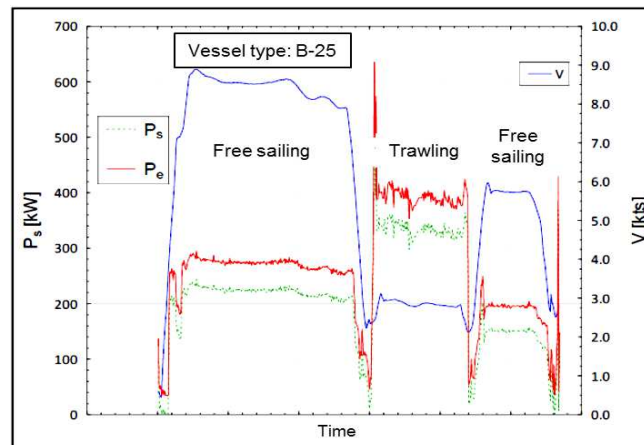 Vessel type: B-25
V
Ps
Pe
Free sailing
Trawling
Free
sailing
700
600
500
400
300
200
100
0
Ps [kW]
10.0
9.0
8.0
7.0
6.0
5.0
4.0
3.0
2.0
1.0
0.0
V [kts]
Time